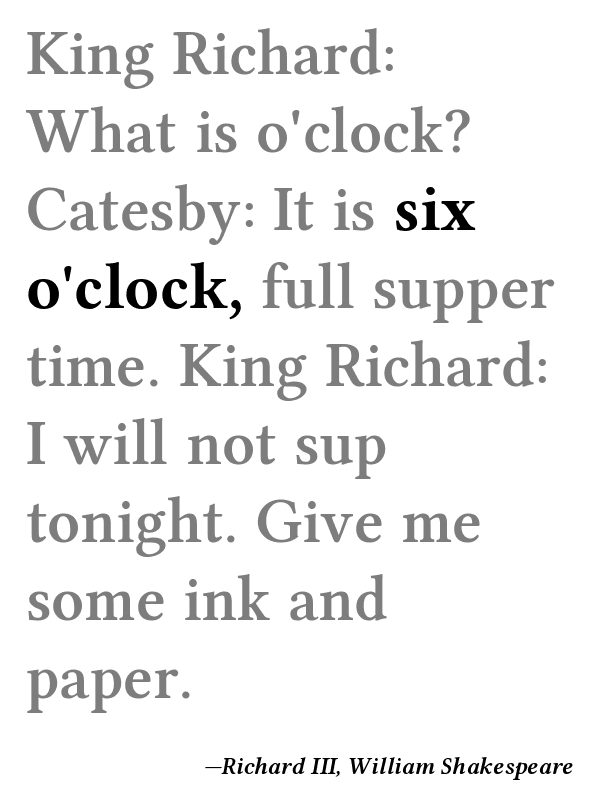 King Richard:
What is o'clock?
Catesby: It is six
o'clock, full supper
time. King Richard:
I will not sup
tonight. Give me
some ink and
paper.
—Richard III, William Shakespeare